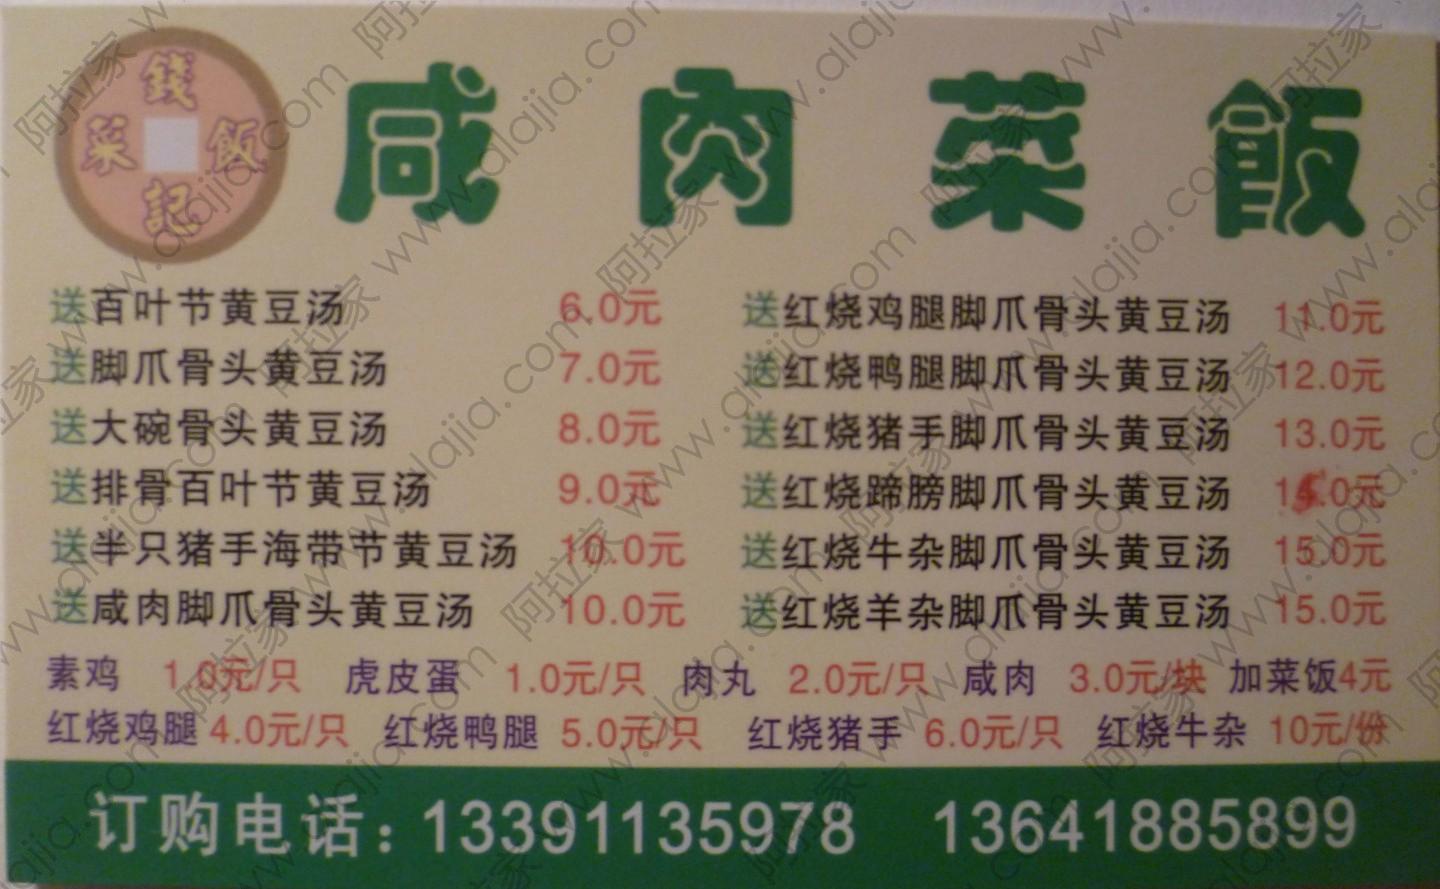 錢
菜 飯
記
咸肉菜飯
送百叶节黄豆汤 6.0元
送脚爪骨头黄豆汤 7.0元
送大碗骨头黄豆汤 8.0元
送排骨百叶节黄豆汤 9.0元
送半只猪手海带节黄豆汤 10.0元
送咸肉脚爪骨头黄豆汤 10.0元
送红烧鸡腿脚爪骨头黄豆汤 11.0元
送红烧鸭腿脚爪骨头黄豆汤 12.0元
送红烧猪手脚爪骨头黄豆汤 13.0元
送红烧蹄膀脚爪骨头黄豆汤
送红烧牛杂脚爪骨头黄豆汤 15.0元
送红烧羊杂脚爪骨头黄豆汤 15.0元
素鸡 1.0元/只 虎皮蛋 1.0元/只 肉丸 2.0元/只 咸肉 3.0元/块 加菜饭4元
红烧鸡腿 4.0元/只 红烧鸭腿 5.0元/只 红烧猪手 6.0元/只 红烧牛杂 10元/份
订购电话：13391135978 13641885899
阿拉家 www.alajia.com